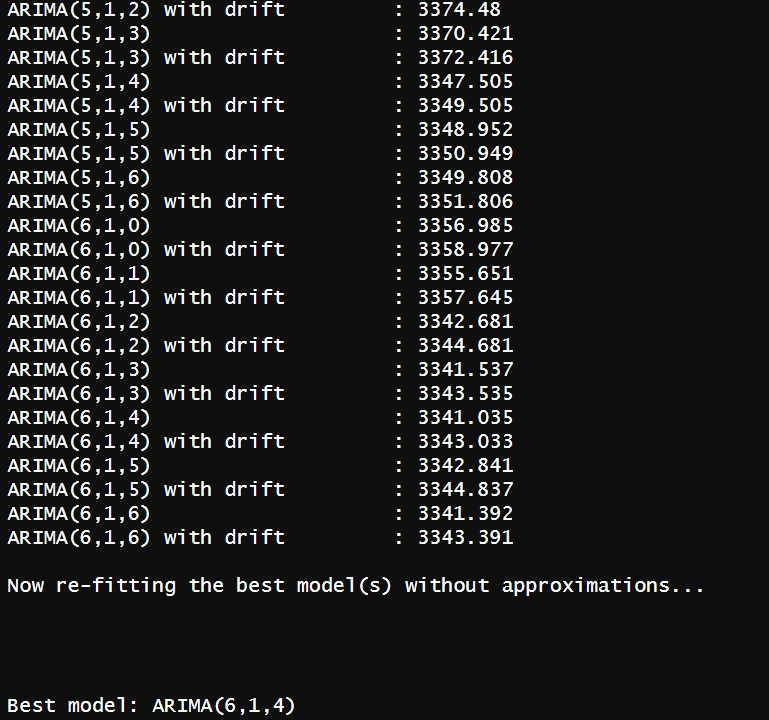 ARIMA(5,1,2) with drift : 3374.48
ARIMA(5,1,3) : 3370.421
ARIMA(5,1,3) with drift : 3372.416
ARIMA(5,1,4) : 3347.505
ARIMA(5,1,4) with drift : 3349.505
ARIMA(5,1,5) : 3348.952
ARIMA(5,1,5) with drift : 3350.949
ARIMA(5,1,6) : 3349.808
ARIMA(5,1,6) with drift : 3351.806
ARIMA(6,1,0) : 3356.985
ARIMA(6,1,0) with drift : 3358.977
ARIMA(6,1,1) : 3355.651
ARIMA(6,1,1) with drift : 3357.645
ARIMA(6,1,2) : 3342.681
ARIMA(6,1,2) with drift : 3344.681
ARIMA(6,1,3) : 3341.537
ARIMA(6,1,3) with drift : 3343.535
ARIMA(6,1,4) : 3341.035
ARIMA(6,1,4) with drift : 3343.033
ARIMA(6,1,5) : 3342.841
ARIMA(6,1,5) with drift : 3344.837
ARIMA(6,1,6) : 3341.392
ARIMA(6,1,6) with drift : 3343.391
Now re-fitting the best model(s) without approximations...
Best model: ARIMA(6,1,4)